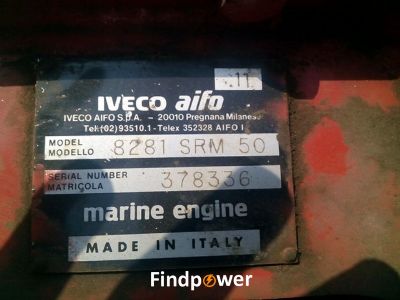 11
IVECO aifo
IVECO AIFO S.P.A. - 20010 Pregnana Milanese
Tel:(02)93510.1-Telex 352328 AIFO I
MODEL
MODELLO
8281 SRM 50
SERIAL NUMBER
MATRICOLA
378336
marine engine
MADE IN ITALY
Findpower